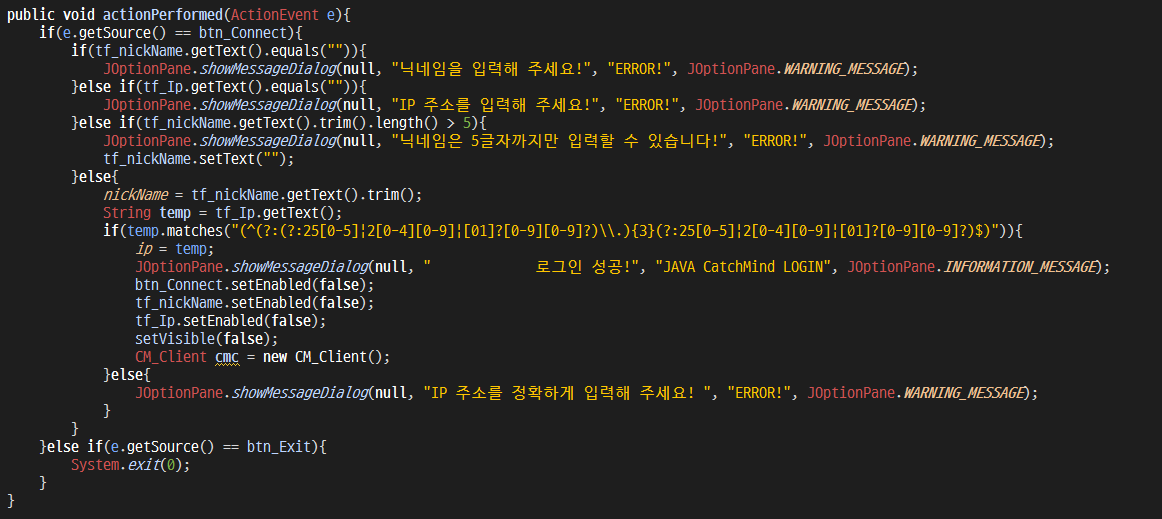 public void actionPerformed(ActionEvent e){
    if(e.getSource() == btn_Connect){
        if(tf_nickName.getText().equals("")){
            JOptionPane.showMessageDialog(null, "닉네임을 입력해 주세요!", "ERROR!", JOptionPane.WARNING_MESSAGE);
        }else if(tf_Ip.getText().equals("")){
            JOptionPane.showMessageDialog(null, "IP 주소를 입력해 주세요!", "ERROR!", JOptionPane.WARNING_MESSAGE);
        }else if(tf_nickName.getText().trim().length() > 5){
            JOptionPane.showMessageDialog(null, "닉네임은 5글자까지만 입력할 수 있습니다!", "ERROR!", JOptionPane.WARNING_MESSAGE);
            tf_nickName.setText("");
        }else{
            nickName = tf_nickName.getText().trim();
            String temp = tf_Ip.getText();
            if(temp.matches("(^(?:(?:25[0-5]¦2[0-4][0-9]¦[01]?[0-9][0-9]?)\\.){3}(?:25[0-5]¦2[0-4][0-9]¦[01]?[0-9][0-9]?)$)")){
                ip = temp;
                JOptionPane.showMessageDialog(null, "             로그인 성공!", "JAVA CatchMind LOGIN", JOptionPane.INFORMATION_MESSAGE);
                btn_Connect.setEnabled(false);
                tf_nickName.setEnabled(false);
                tf_Ip.setEnabled(false);
                setVisible(false);
                CM_Client cmc = new CM_Client();
            }else{
                JOptionPane.showMessageDialog(null, "IP 주소를 정확하게 입력해 주세요! ", "ERROR!", JOptionPane.WARNING_MESSAGE);
            }
        }
    }else if(e.getSource() == btn_Exit){
        System.exit(0);
    }
}